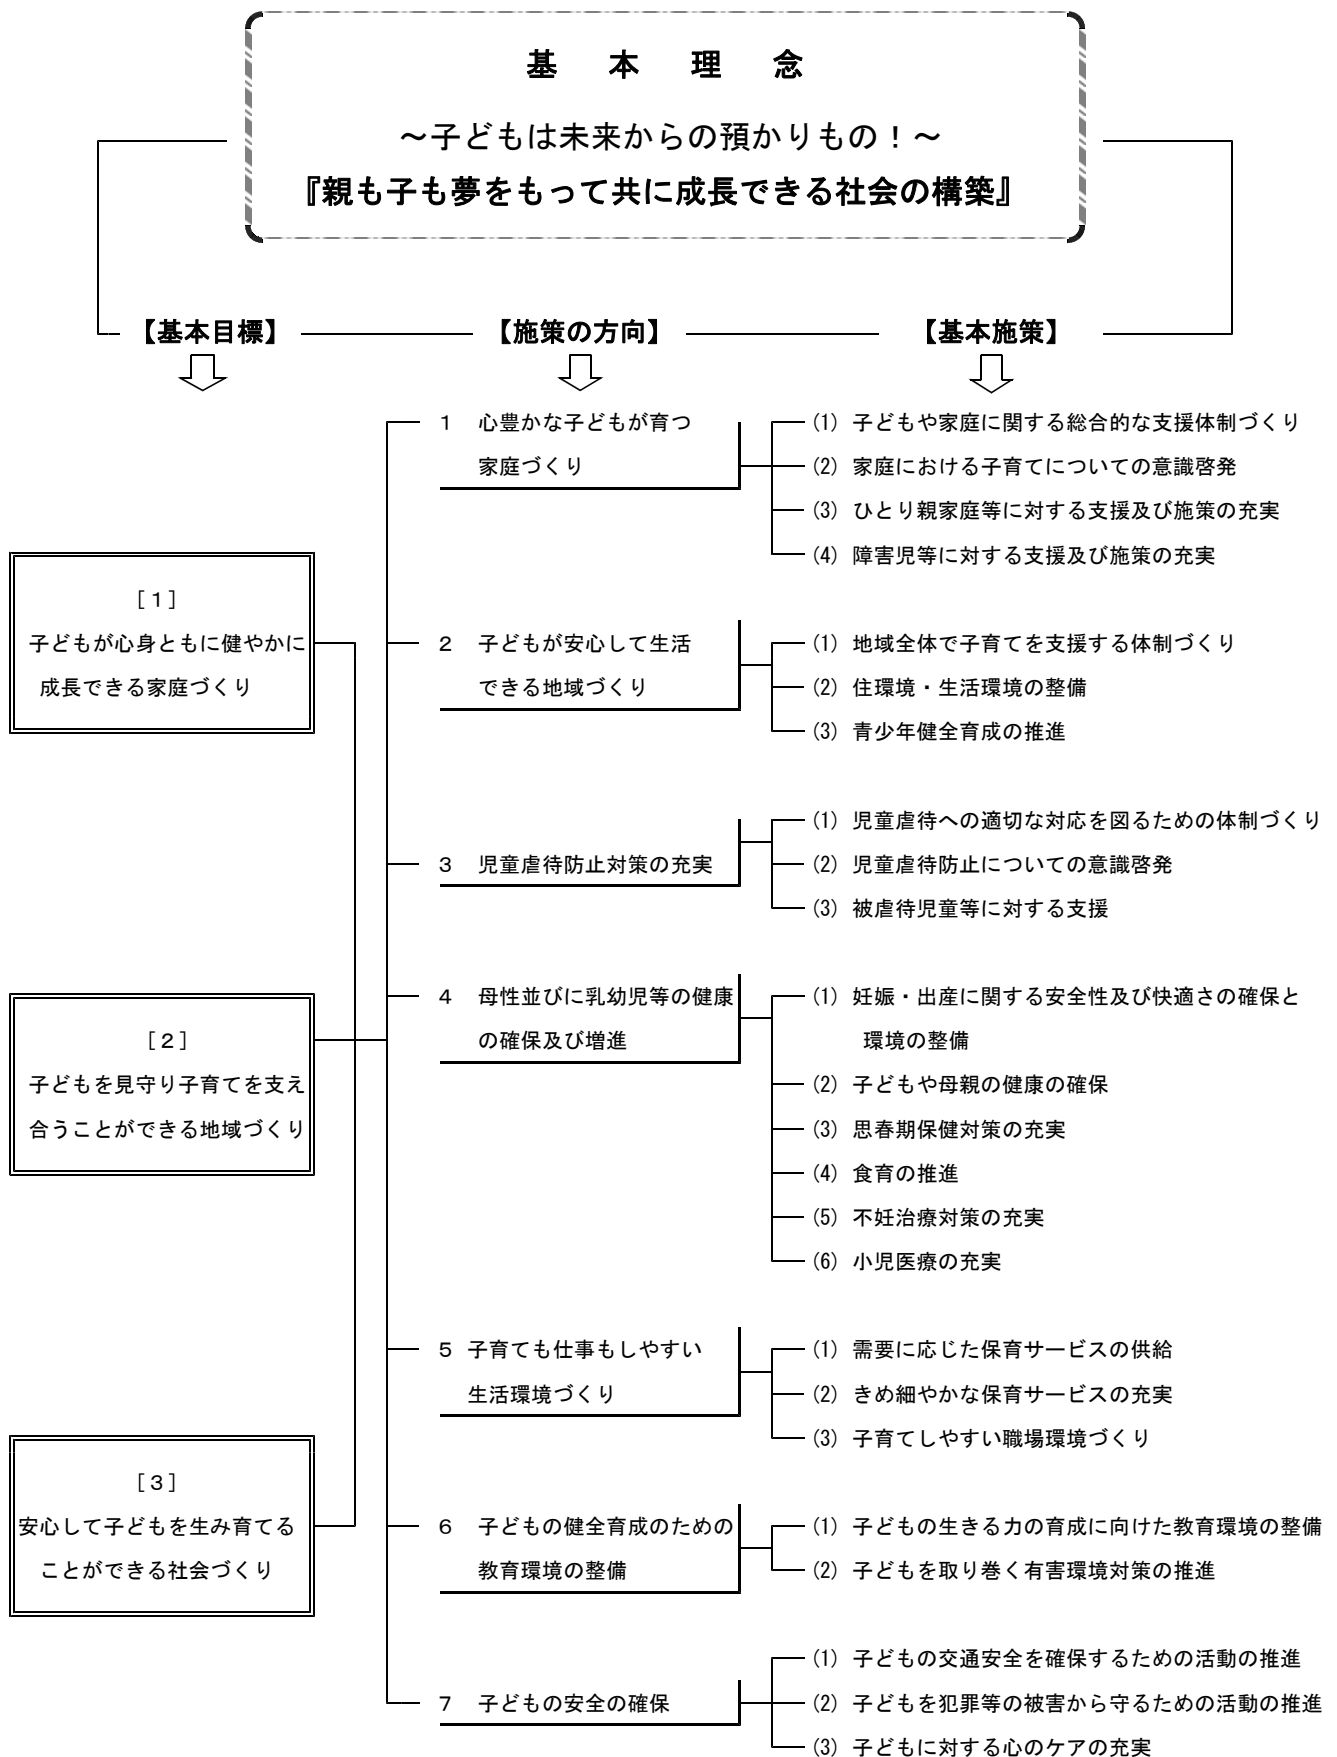 基　本　理　念
～子どもは未来からの預かりもの！～
『親も子も夢をもって共に成長できる社会の構築』
【基本目標】　【施策の方向】　【基本施策】
[１]
子どもが心身ともに健やかに
成長できる家庭づくり
[２]
子どもを見守り子育てを支え
合うことができる地域づくり
[３]
安心して子どもを生み育てる
ことができる社会づくり
１　心豊かな子どもが育つ
家庭づくり
(1) 子どもや家庭に関する総合的な支援体制づくり
(2) 家庭における子育てについての意識啓発
(3) ひとり親家庭等に対する支援及び施策の充実
(4) 障害児等に対する支援及び施策の充実
２　子どもが安心して生活
できる地域づくり
(1) 地域全体で子育てを支援する体制づくり
(2) 住環境・生活環境の整備
(3) 青少年健全育成の推進
３　児童虐待防止対策の充実
(1) 児童虐待への適切な対応を図るための体制づくり
(2) 児童虐待防止についての意識啓発
(3) 被虐待児童等に対する支援
４　母性並びに乳幼児等の健康
の確保及び増進
(1) 妊娠・出産に関する安全性及び快適さの確保と
環境の整備
(2) 子どもや母親の健康の確保
(3) 思春期保健対策の充実
(4) 食育の推進
(5) 不妊治療対策の充実
(6) 小児医療の充実
５ 子育ても仕事もしやすい
生活環境づくり
(1) 需要に応じた保育サービスの供給
(2) きめ細やかな保育サービスの充実
(3) 子育てしやすい職場環境づくり
６　子どもの健全育成のための
教育環境の整備
(1) 子どもの生きる力の育成に向けた教育環境の整備
(2) 子どもを取り巻く有害環境対策の推進
７　子どもの安全の確保
(1) 子どもの交通安全を確保するための活動の推進
(2) 子どもを犯罪等の被害から守るための活動の推進
(3) 子どもに対する心のケアの充実